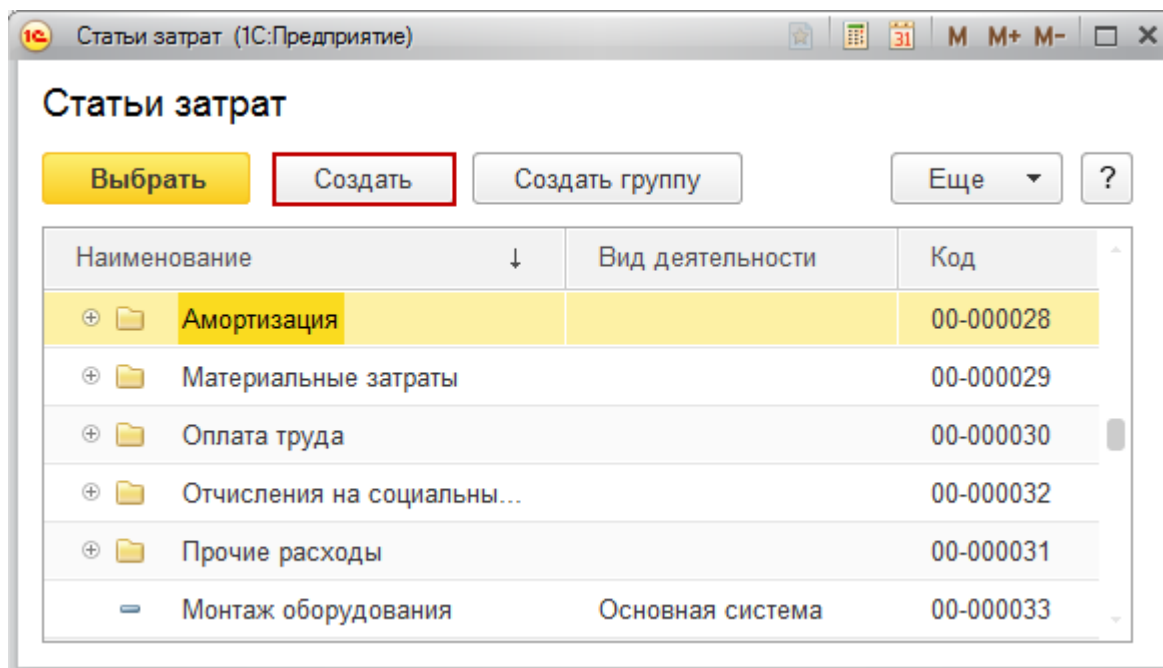 1С Статьи затрат (1С:Предприятие) 31 M M+ M-
Статьи затрат
Выбрать Создать Создать группу Еще ?
Наименование ↓ Вид деятельности Код
Амортизация 00-000028
Материальные затраты 00-000029
Оплата труда 00-000030
Отчисления на социальны... 00-000032
Прочие расходы 00-000031
Монтаж оборудования Основная система 00-000033